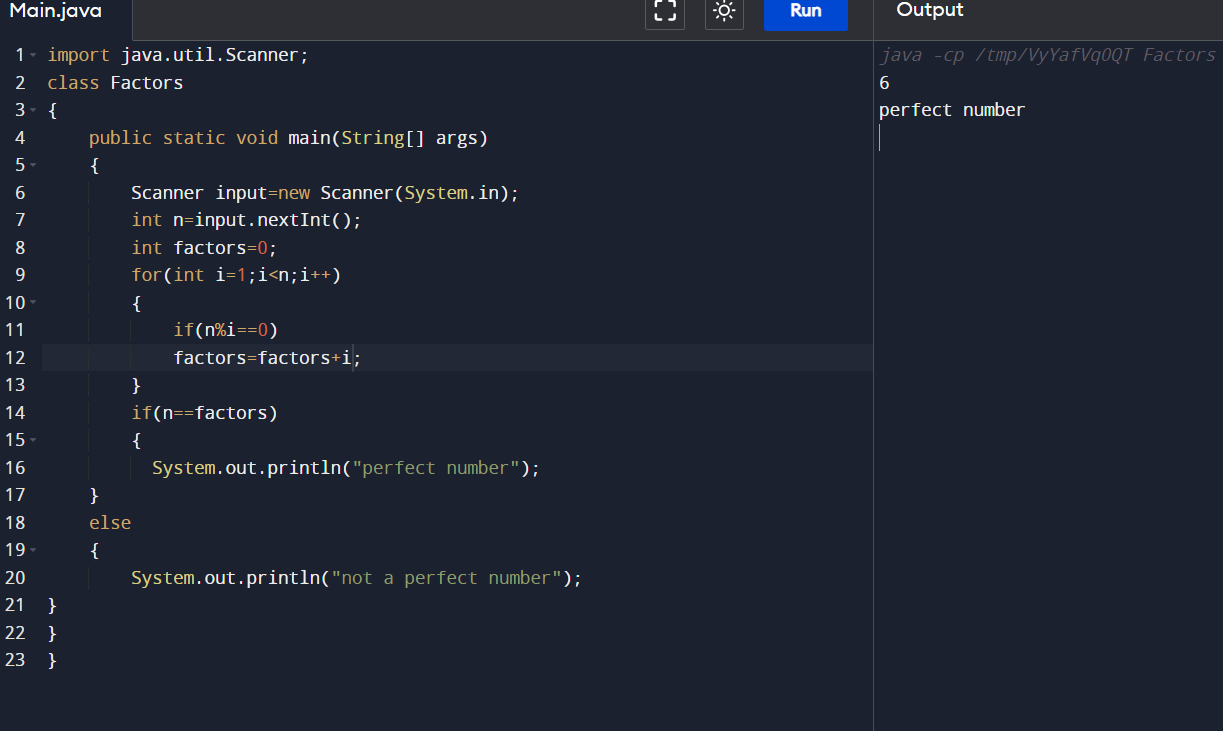 Main.java
Run
Output
1 import java.util.Scanner;
2 class Factors
3 {
4     public static void main(String[] args)
5     {
6         Scanner input=new Scanner(System.in);
7         int n=input.nextInt();
8         int factors=0;
9         for(int i=1;i<n;i++)
10         {
11             if(n%i==0)
12             factors=factors+i;
13         }
14         if(n==factors)
15         {
16           System.out.println("perfect number");
17     }
18     else
19     {
20         System.out.println("not a perfect number");
21 }
22 }
23 }
java -cp /tmp/VyYafVqOQT Factors
6
perfect number